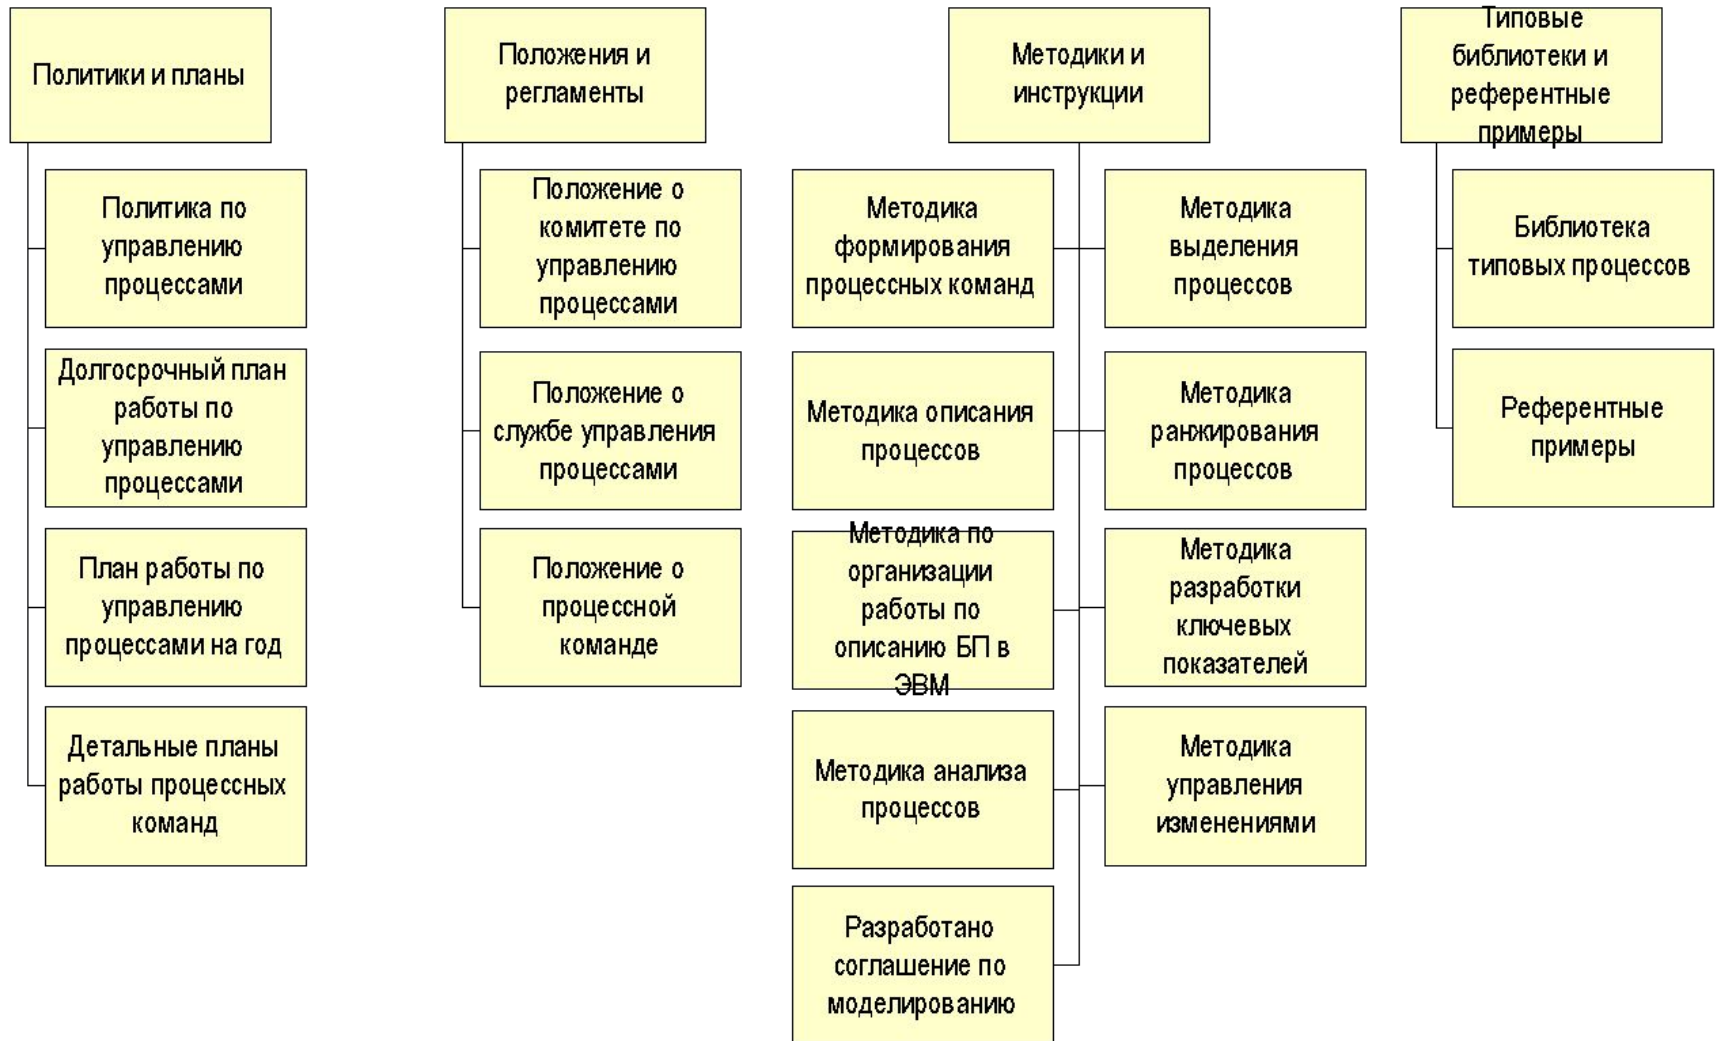 Политики и планы
Политика по
управлению
процессами
Долгосрочный план
работы по
управлению
процессами
План работы по
управлению
процессами на год
Детальные планы
работы процессных
команд
Положения и
регламенты
Положение о
комитете по
управлению
процессами
Положение о
службе управления
процессами
Положение о
процессной
команде
Методики и
инструкции
Методика
формирования
процессных команд
Методика
выделения
процессов
Методика описания
процессов
Методика
ранжирования
процессов
Методика по
организации
работы по
описанию БП в
ЭВМ
Методика
разработки
ключевых
показателей
Методика анализа
процессов
Методика
управления
изменениями
Разработано
соглашение по
моделированию
Типовые
библиотеки и
референтные
примеры
Библиотека
типовых процессов
Референтные
примеры